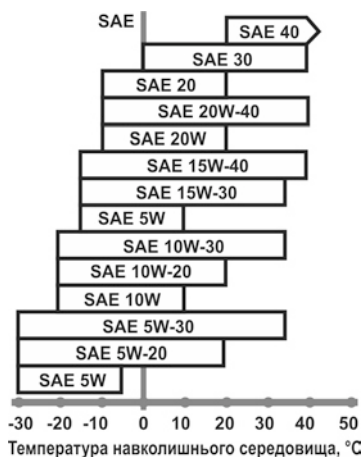 SAE
SAE 40
SAE 30
SAE 20
SAE 20W-40
SAE 20W
SAE 15W-40
SAE 15W-30
SAE 5W
SAE 10W-30
SAE 10W-20
SAE 10W
SAE 5W-30
SAE 5W-20
SAE 5W
-30 -20 -10 0 10 20 30 40 50
Температура навколишнього середовища, °C